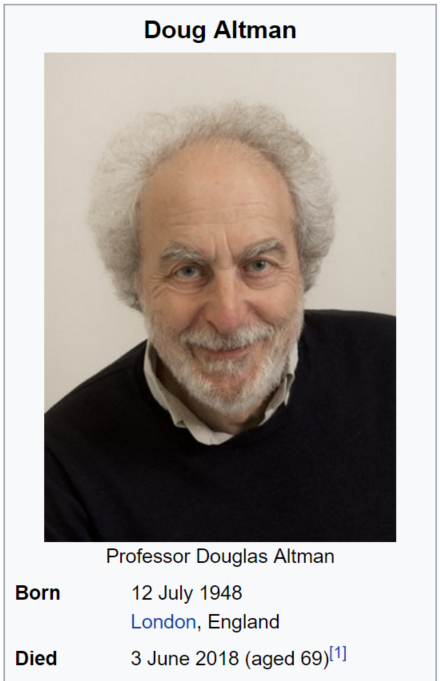 Doug Altman
Professor Douglas Altman
Born 12 July 1948
London, England
Died 3 June 2018 (aged 69)[1]